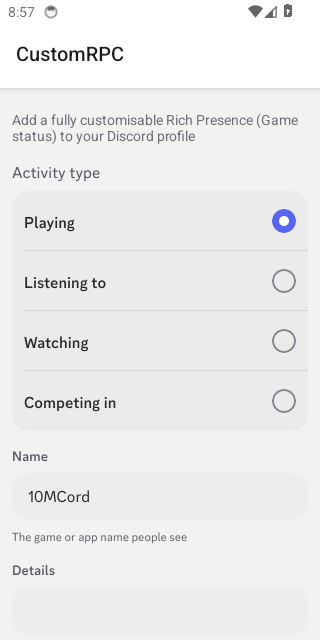 8:57
CustomRPC
Add a fully customisable Rich Presence (Game
status) to your Discord profile
Activity type
Playing
Listening to
Watching
Competing in
Name
10MCord
The game or app name people see
Details